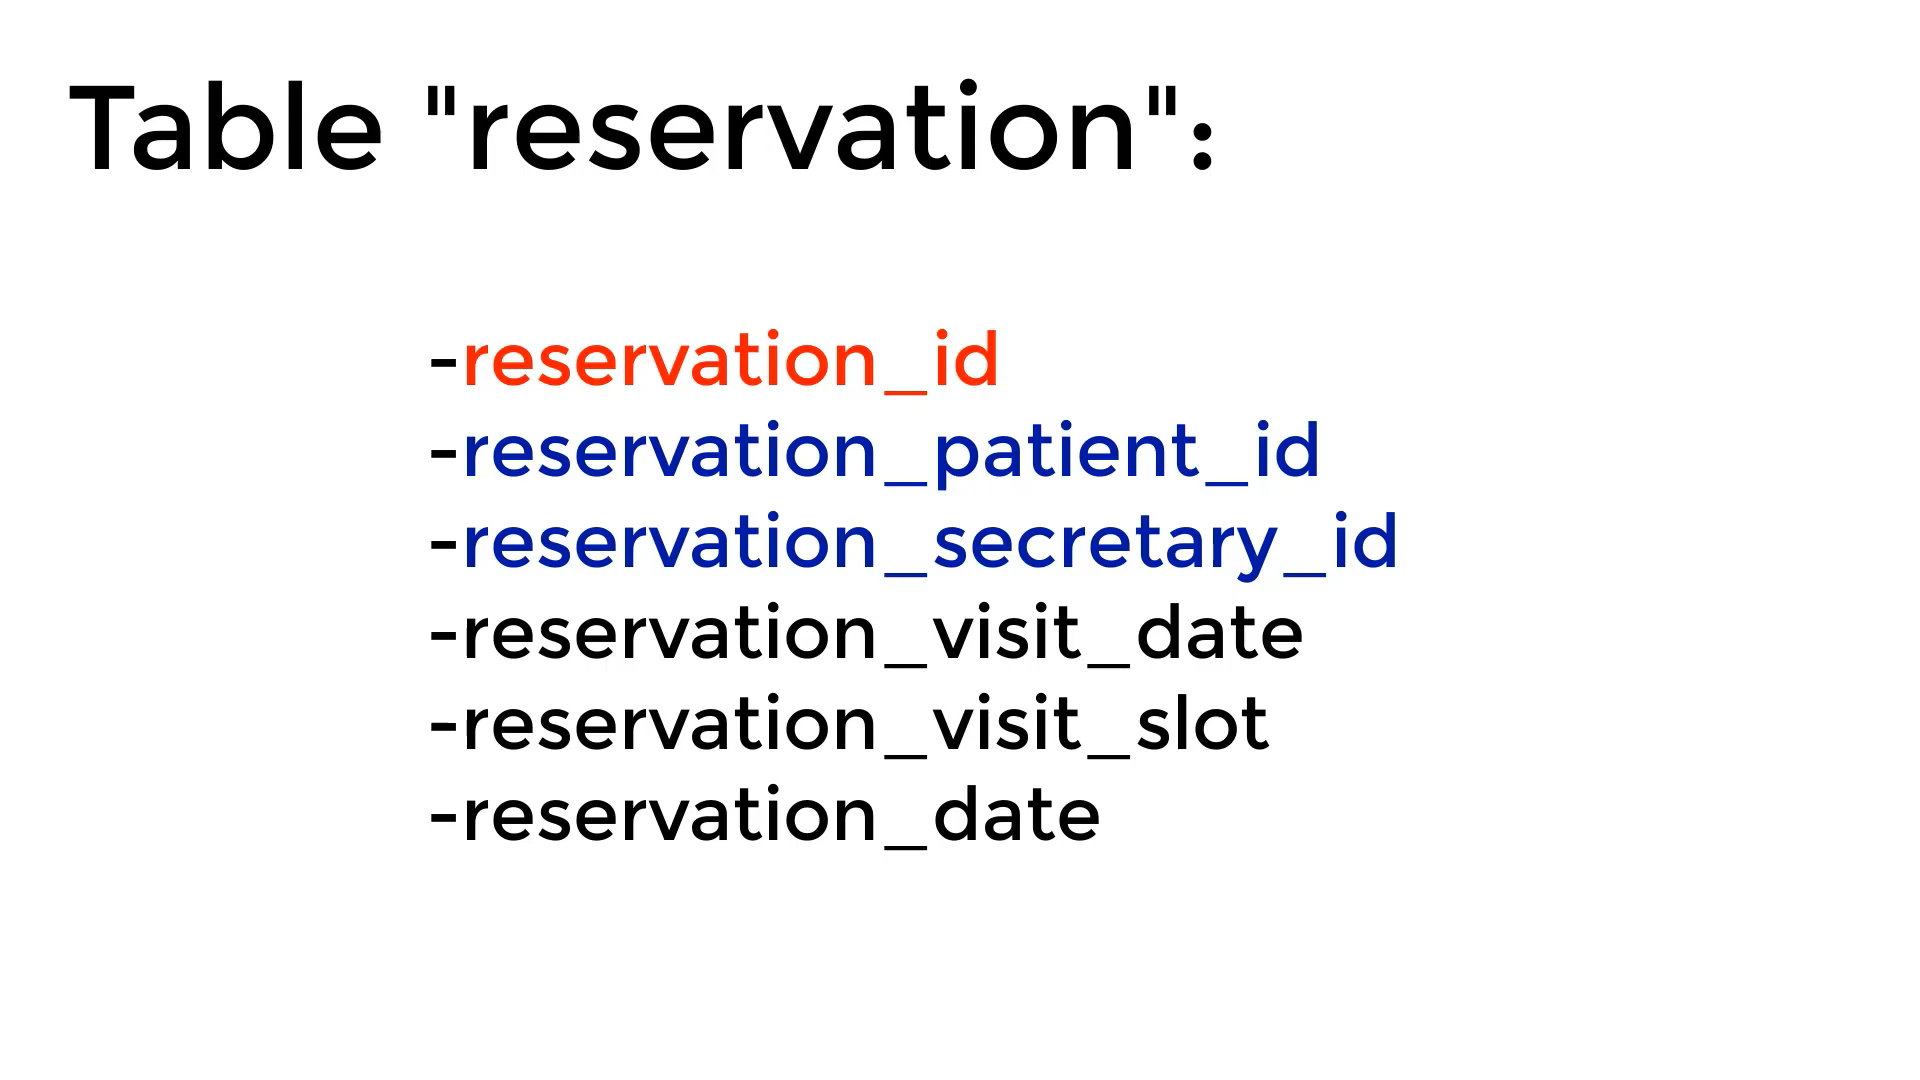 Table "reservation":
-reservation_id
-reservation_patient_id
-reservation_secretary_id
-reservation_visit_date
-reservation_visit_slot
-reservation_date